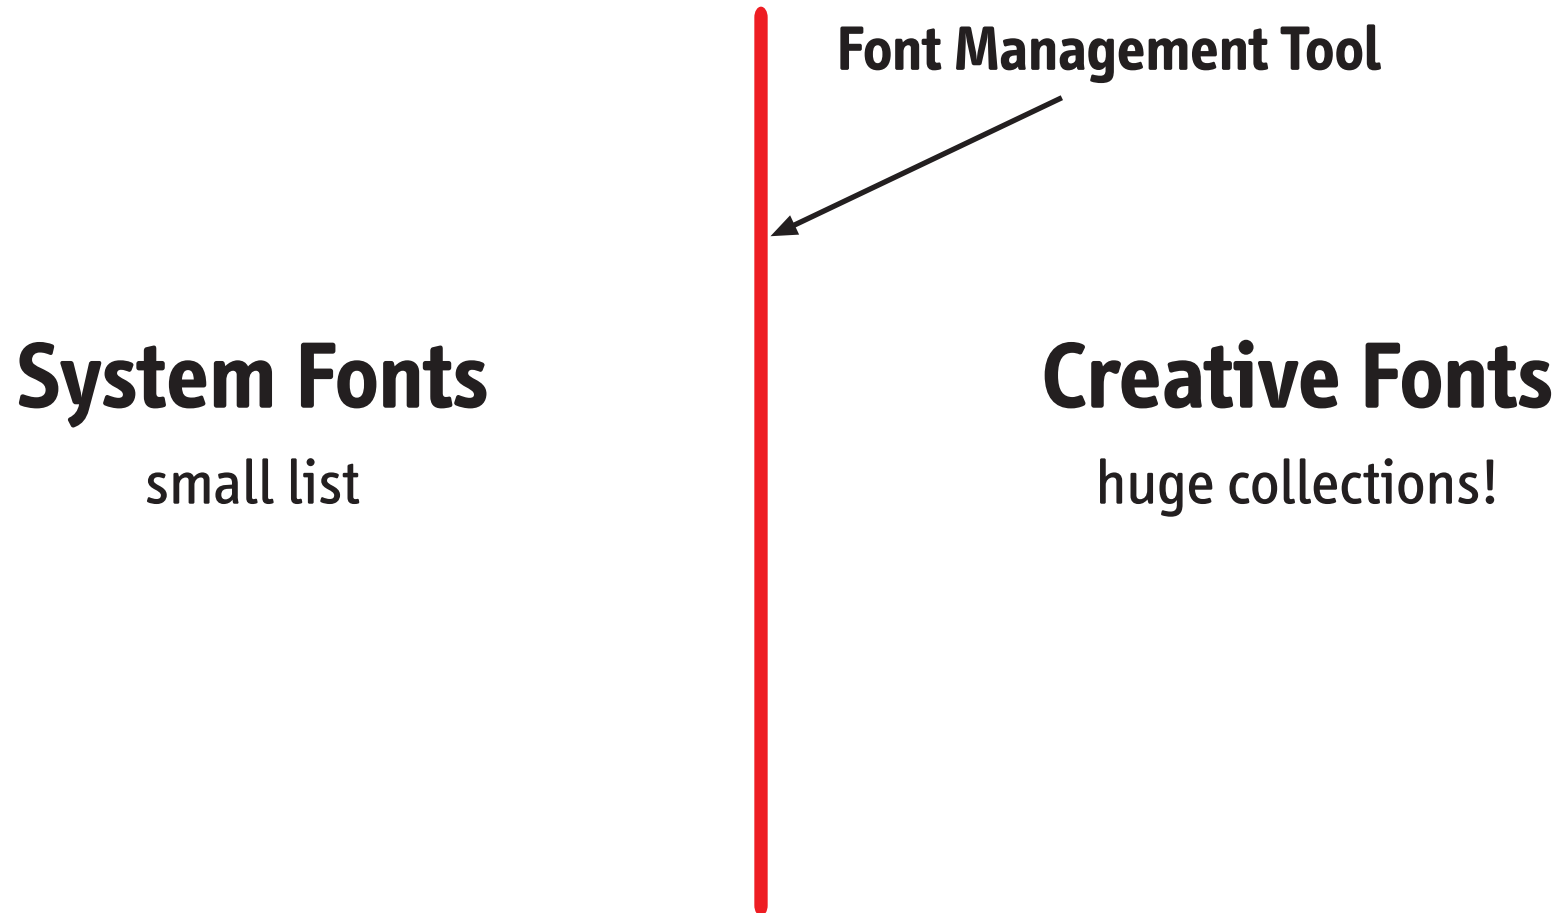 Font Management Tool
System Fonts
small list
Creative Fonts
huge collections!